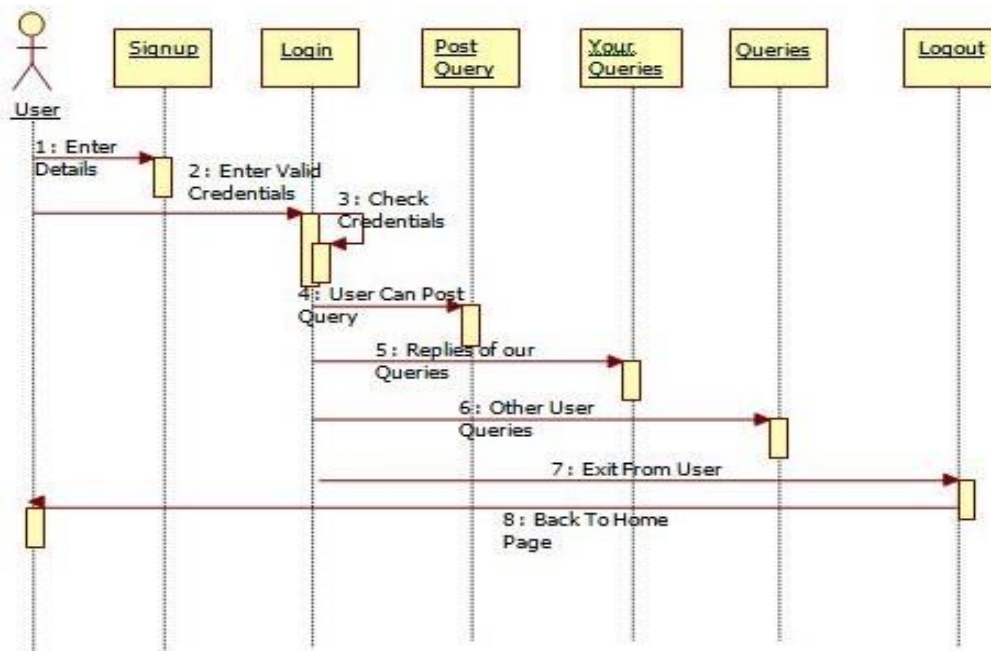 Signup
Login
Post
Query
Your
Queries
Queries
Logout
User
1 : Enter
Details
2 : Enter Valid
Credentials
3 : Check
Credentials
4 : User Can Post
Query
5 : Replies of our
Queries
6 : Other User
Queries
7 : Exit From User
8 : Back To Home
Page